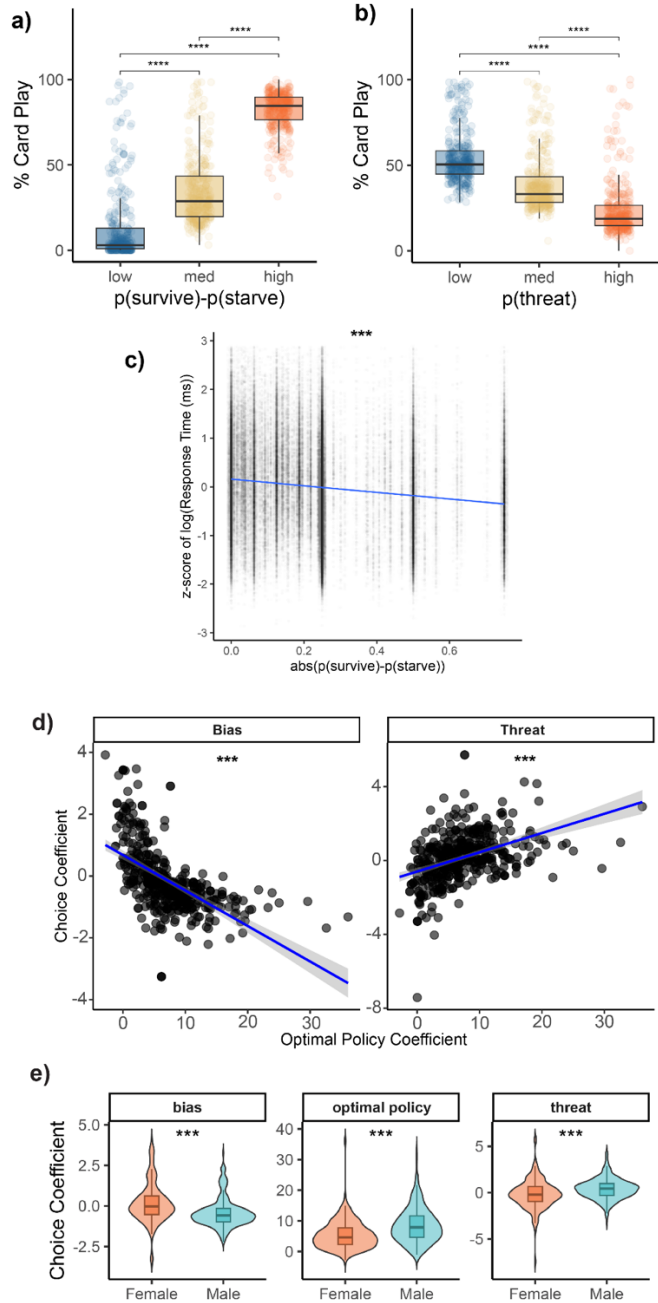 a)
****
****
****
% Card Play
100
50
0
low med high
p(survive)-p(starve)
b)
****
****
****
% Card Play
100
50
0
low med high
p(threat)
c)
***
z-score of log(Response Time (ms))
3
2
1
0
-1
-2
-3
0.0 0.2 0.4 0.6
abs(p(survive)-p(starve))
d)
Bias
***
Choice Coefficient
4
2
0
-2
-4
0 10 20 30
Threat
***
4
0
-4
-8
0 10 20 30
Optimal Policy Coefficient
e)
bias
***
Choice Coefficient
5.0
2.5
0.0
-2.5
Female Male
optimal policy
***
40
30
20
10
0
Female Male
threat
***
5
0
-5
Female Male